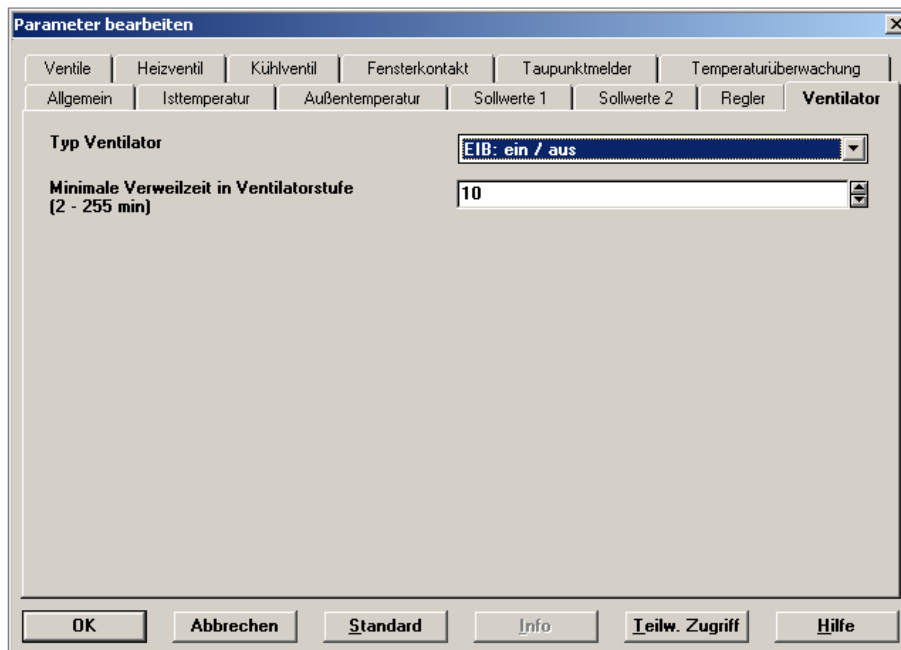 Parameter bearbeiten
Ventile Heizventil Kühlventil Fensterkontakt Taupunktmelder Temperaturüberwachung
Allgemein Isttemperatur Außentemperatur Sollwerte 1 Sollwerte 2 Regler Ventilator
Typ Ventilator EIB: ein / aus
Minimale Verweilzeit in Ventilatorstufe 10
(2 - 255 min)
OK Abbrechen Standard Info Teilw. Zugriff Hilfe